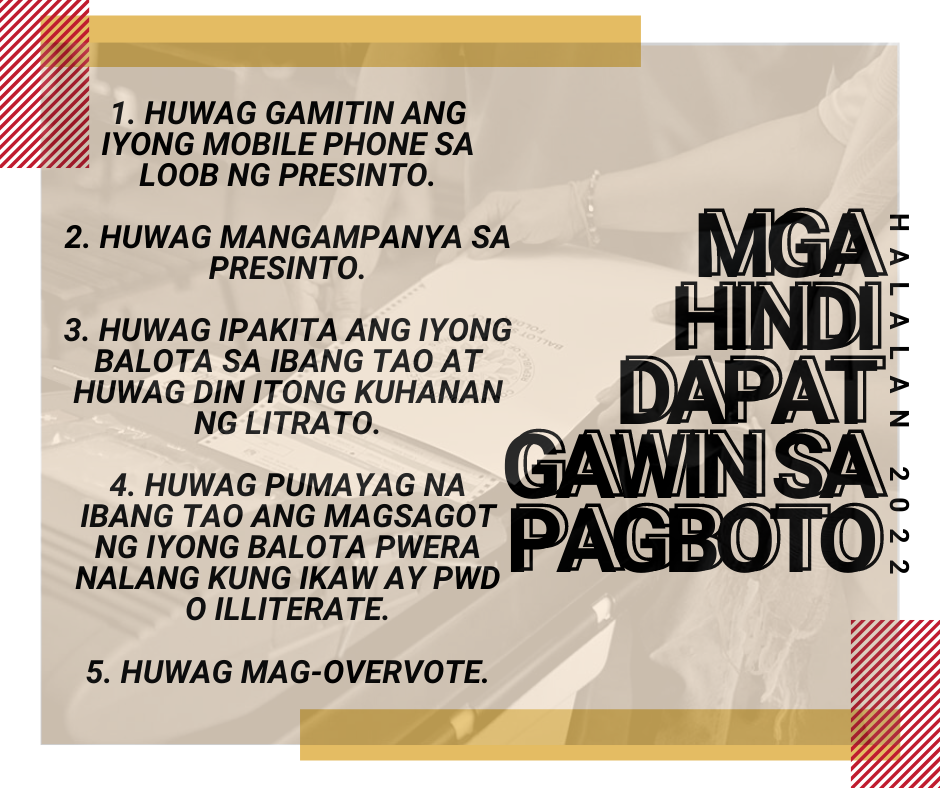 1. HUWAG GAMITIN ANG
IYONG MOBILE PHONE SA
LOOB NG PRESINTO.
2. HUWAG MANGAMPANYA SA
PRESINTO.
3. HUWAG IPAKITA ANG IYONG
BALOTA SA IBANG TAO AT
HUWAG DIN ITONG KUHANAN
NG LITRATO.
4. HUWAG PUMAYAG NA
IBANG TAO ANG MAGSAGOT
NG IYONG BALOTA PWERA
NALANG KUNG IKAW AY PWD
O ILLITERATE.
5. HUWAG MAG-OVERVOTE.
MGA
HINDI
DAPAT
GAWIN SA
PAGBOTO
HALALAN 2022